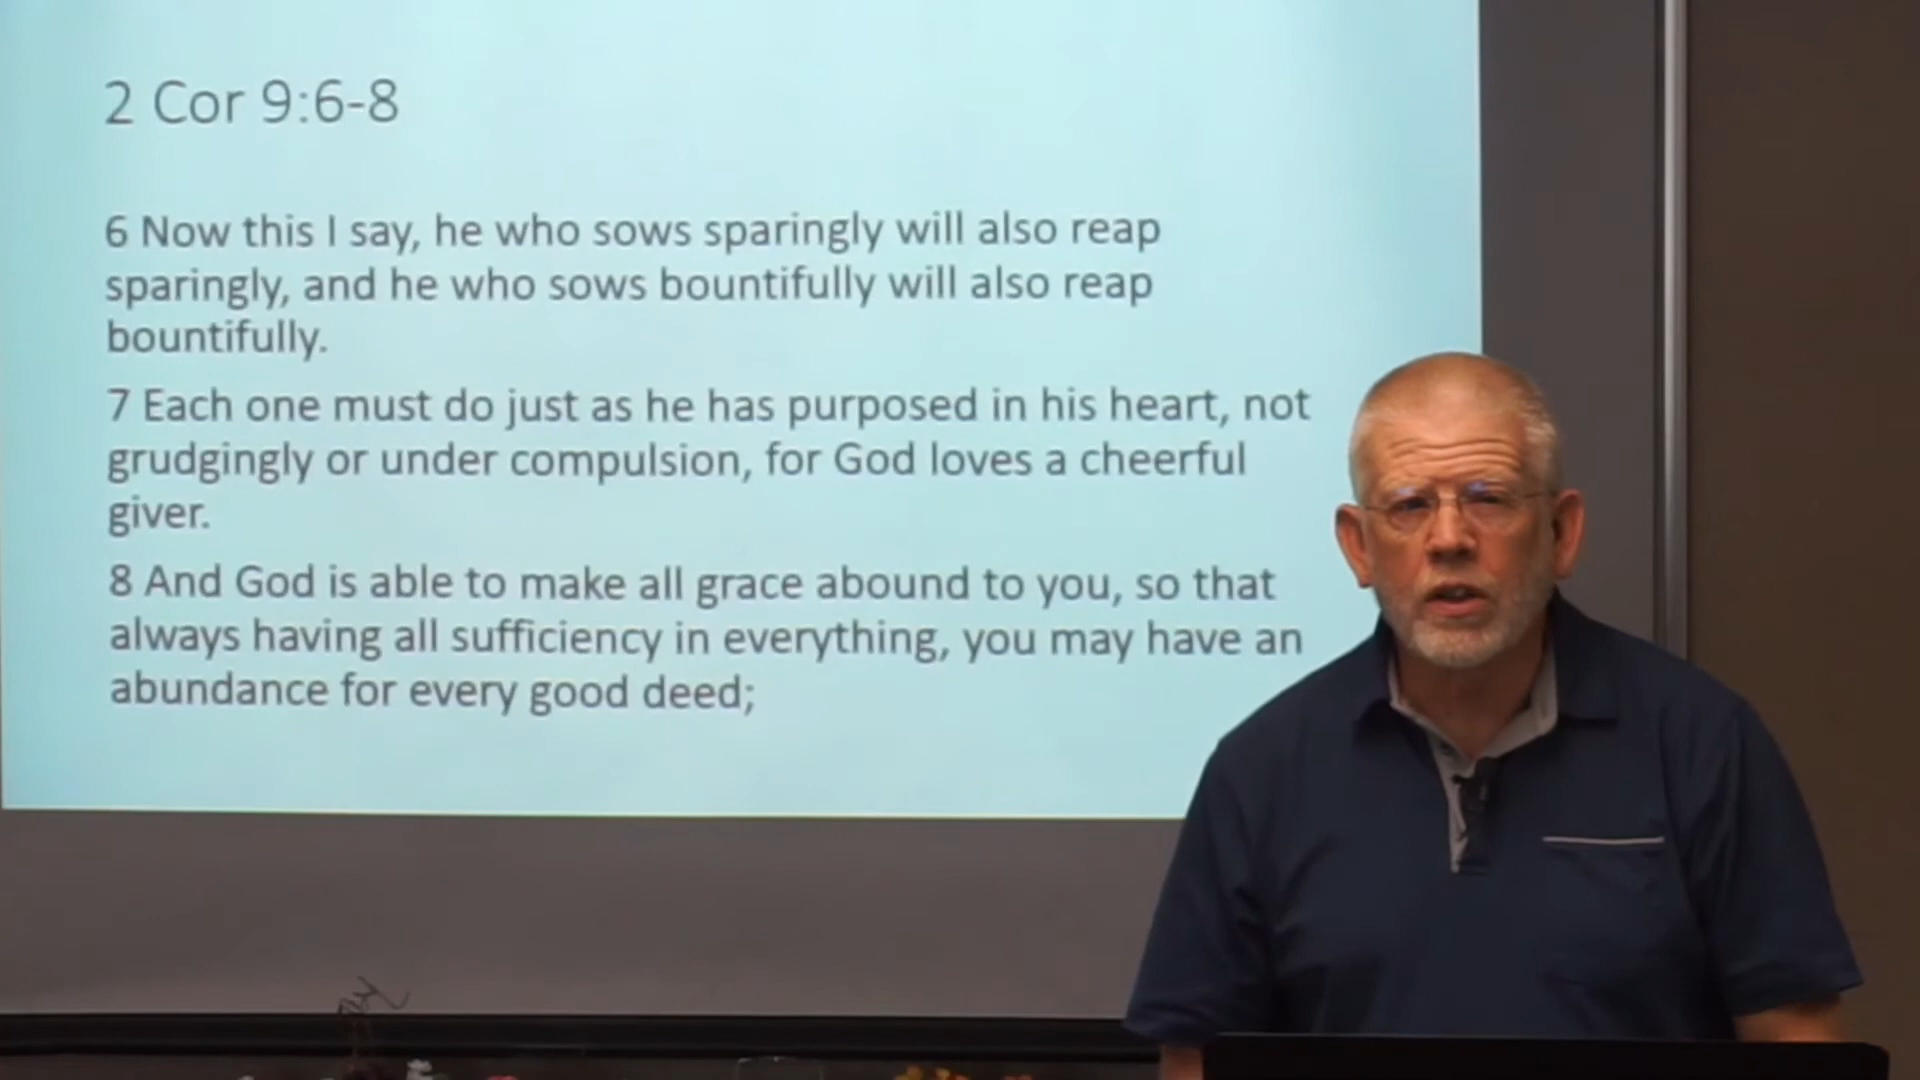 2 Cor 9:6-8
6 Now this I say, he who sows sparingly will also reap
sparingly, and he who sows bountifully will also reap
bountifully.
7 Each one must do just as he has purposed in his heart, not
grudgingly or under compulsion, for God loves a cheerful
giver.
8 And God is able to make all grace abound to you, so that
always having all sufficiency in everything, you may have an
abundance for every good deed;